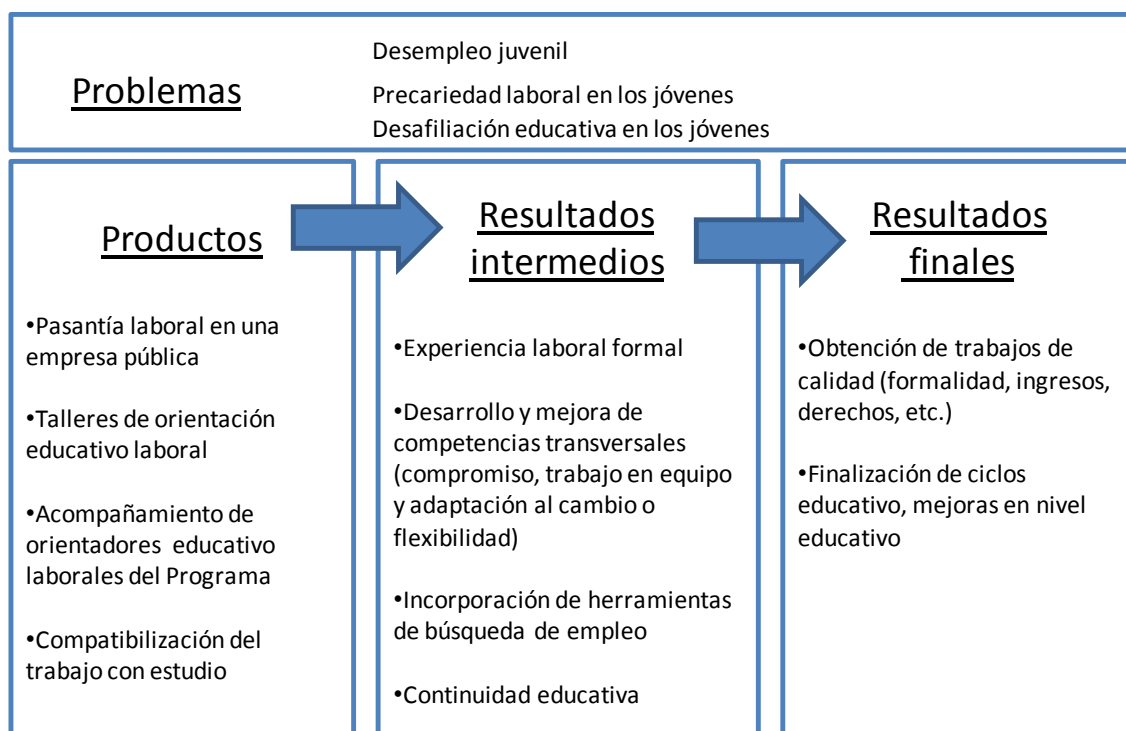 Problemas
Desempleo juvenil
Precariedad laboral en los jóvenes
Desafiliación educativa en los jóvenes
Productos
•Pasantía laboral en una
empresa pública
•Talleres de orientación
educativo laboral
•Acompañamiento de
orientadores educativo
laborales del Programa
•Compatibilización del
trabajo con estudio
Resultados
intermedios
•Experiencia laboral formal
•Desarrollo y mejora de
competencias transversales
(compromiso, trabajo en equipo
y adaptación al cambio o
flexibilidad)
•Incorporación de herramientas
de búsqueda de empleo
•Continuidad educativa
Resultados
finales
•Obtención de trabajos de
calidad (formalidad, ingresos,
derechos, etc.)
•Finalización de ciclos
educativo, mejoras en nivel
educativo